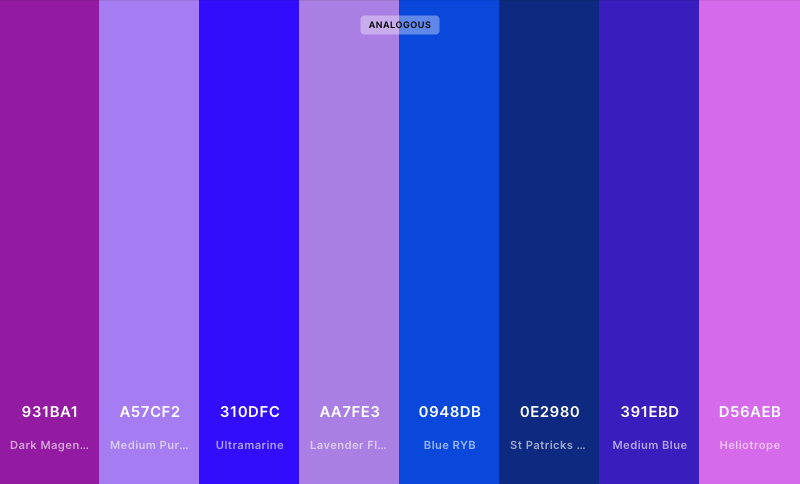 ANALOGOUS
931BA1 A57CF2 310DFC AA7FE3 0948DB 0E2980 391EBD D56AEB
Dark Magen... Medium Pur... Ultramarine Lavender Fl... Blue RYB St Patricks ... Medium Blue Heliotrope